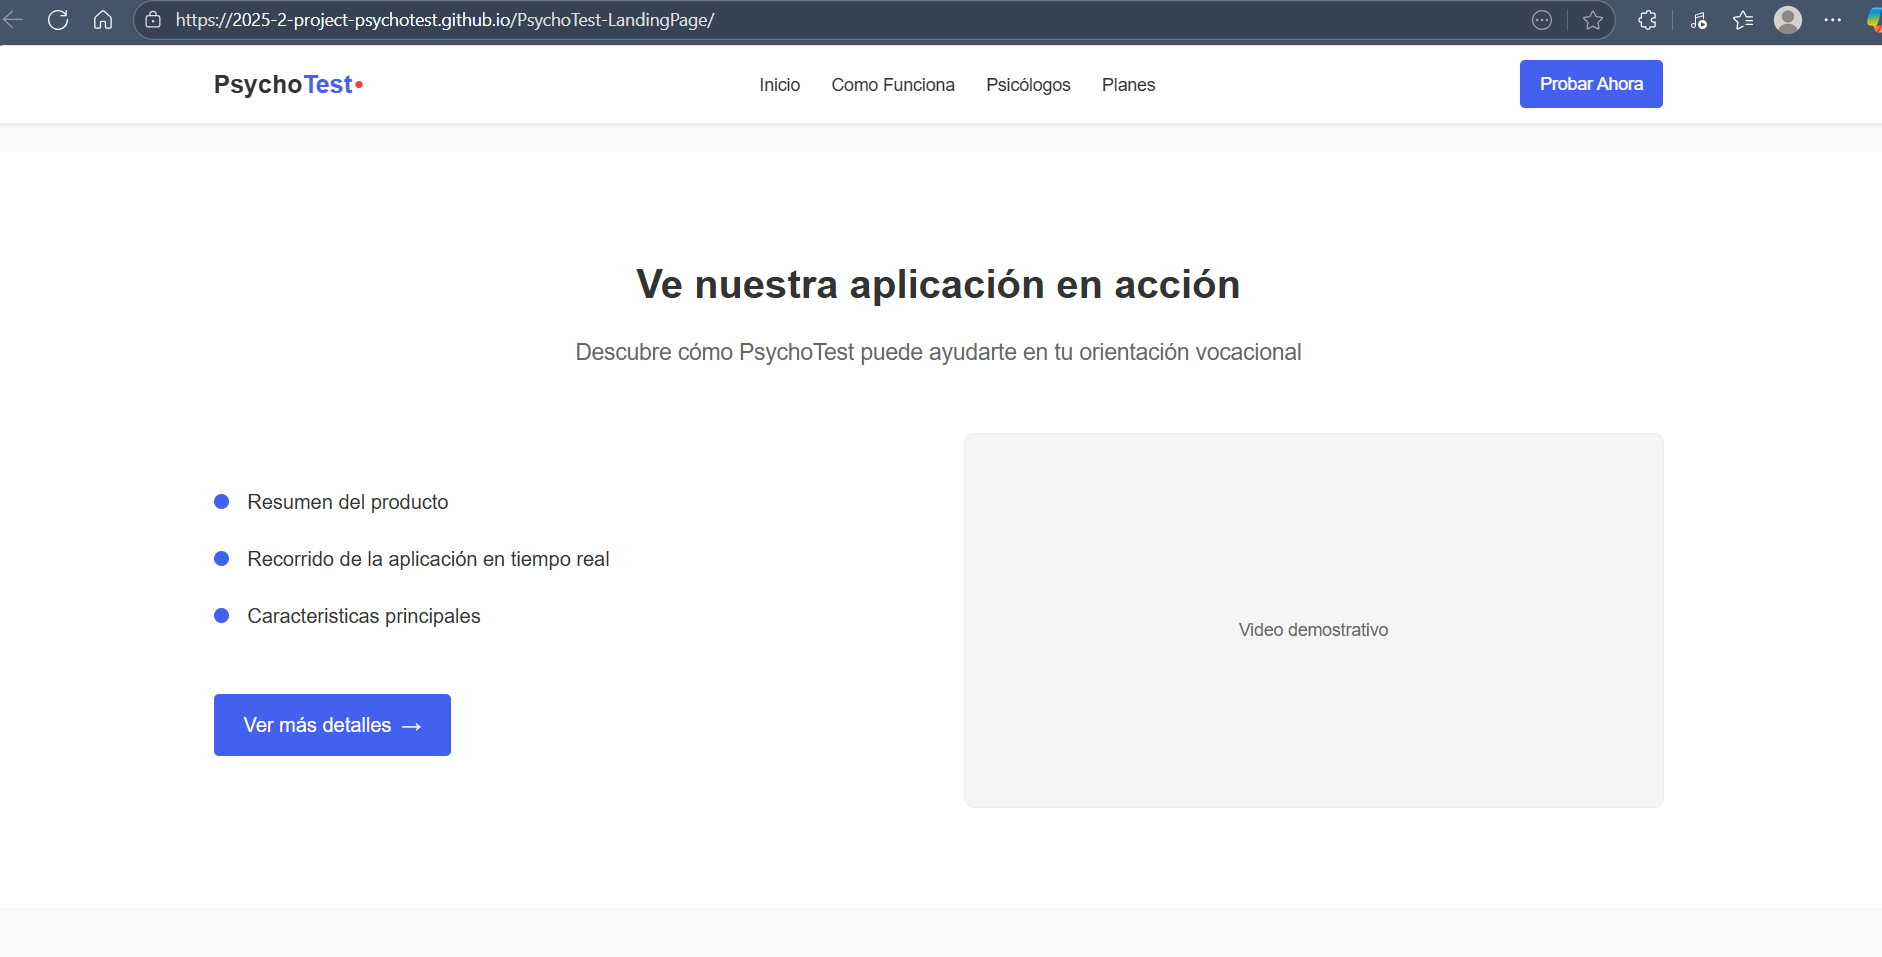 https://2025-2-project-psychotest.github.io/PsychoTest-LandingPage/
PsychoTest
Inicio
Como Funciona
Psicólogos
Planes
Probar Ahora
Ve nuestra aplicación en acción
Descubre cómo PsychoTest puede ayudarte en tu orientación vocacional
Resumen del producto
Recorrido de la aplicación en tiempo real
Caracteristicas principales
Ver más detalles →
Video demostrativo